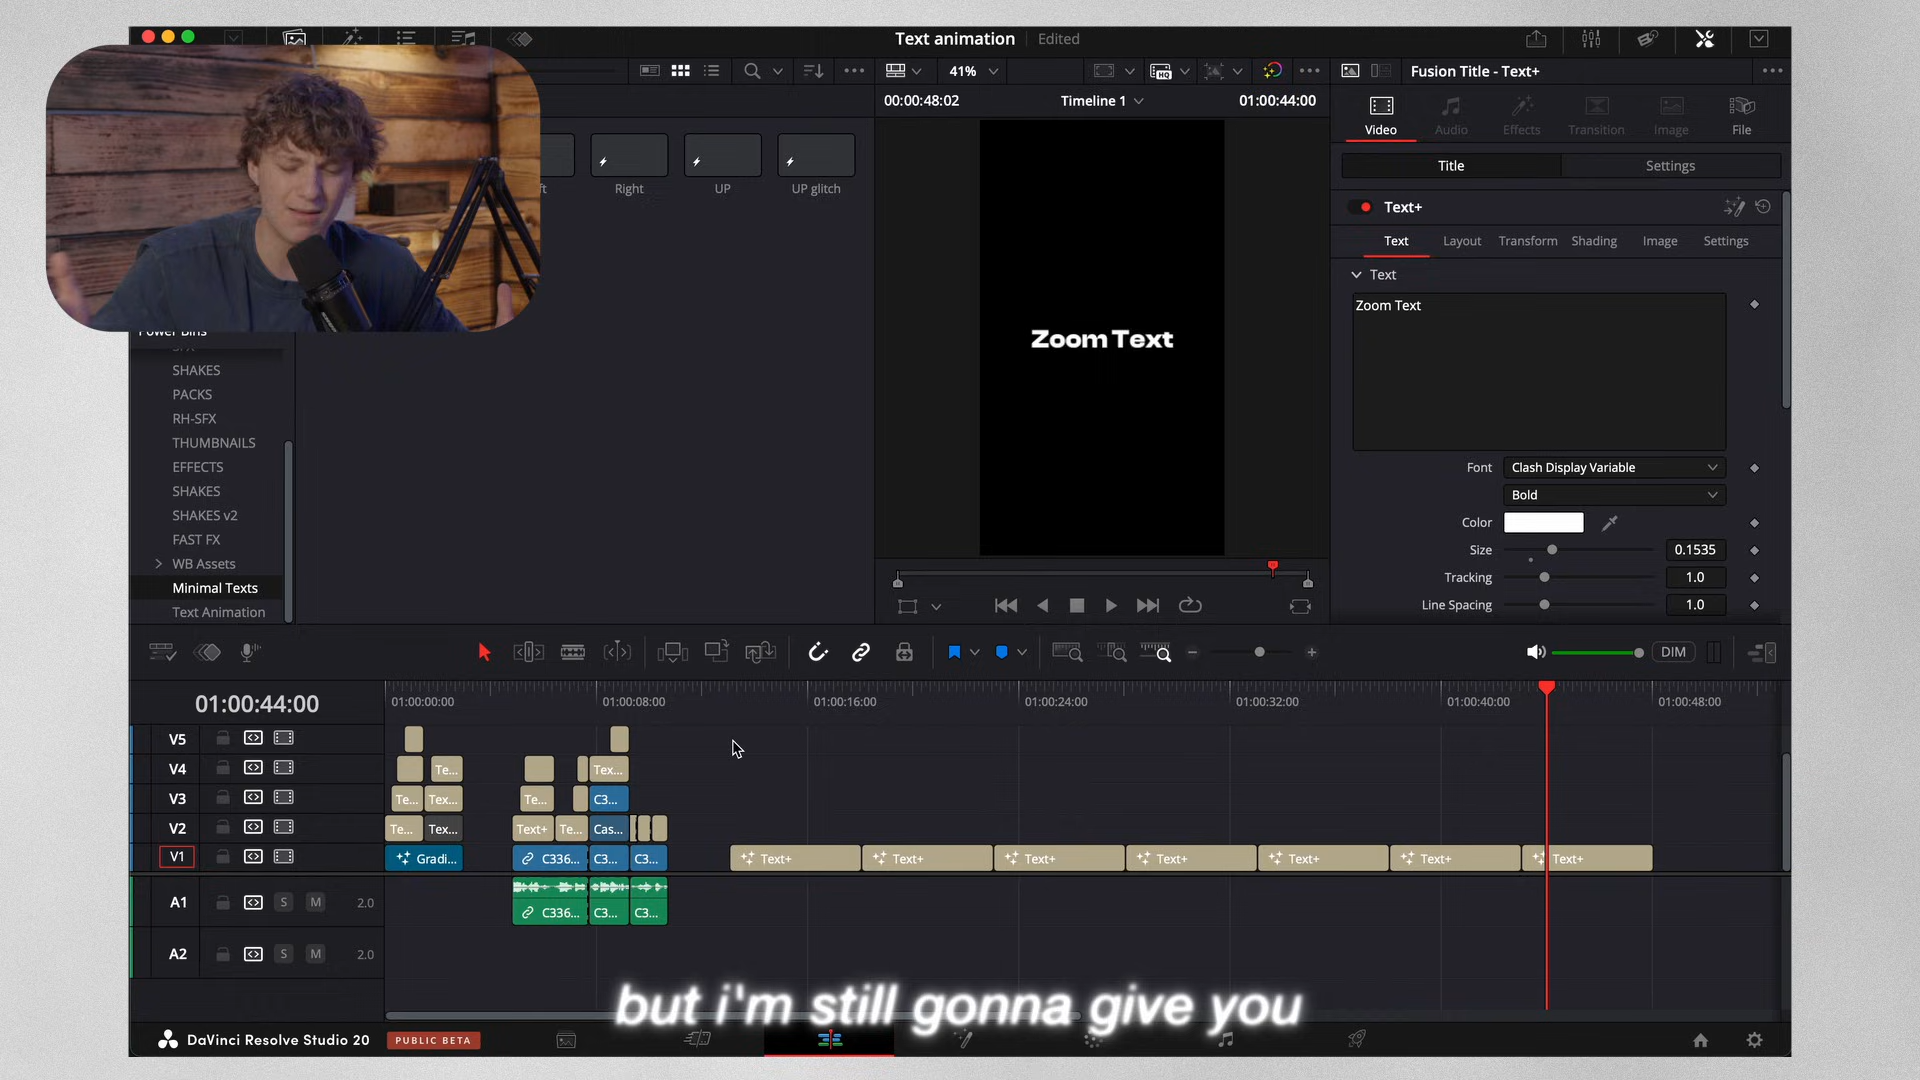 Text animation Edited
41%
Fusion Title - Text+
00:00:48:02 Timeline 1 01:00:44:00
Video Audio Effects Transition Image File
Title Settings
ft Right UP UP glitch
Text+
Text Layout Transform Shading Image Settings
Text
Zoom Text
Zoom Text
Power Bins
SFX
SHAKES
PACKS
RH-SFX
THUMBNAILS
EFFECTS
SHAKES
SHAKES v2
FAST FX
WB Assets
Minimal Texts
Text Animation
Font Clash Display Variable
Bold
Color
Size 0.1535
Tracking 1.0
Line Spacing 1.0
DIM
01:00:44:00
01:00:00:00 01:00:08:00 01:00:16:00 01:00:24:00 01:00:32:00 01:00:40:00 01:00:48:00
V5
V4 Te... Tex...
V3 Te... Tex... Te... C3...
V2 Te... Tex... Text+ Te... Cas...
V1 Gradi... C336... C3... C3... Text+ Text+ Text+ Text+ Text+ Text+ Text+
A1 S M 2.0 C336... C3... C3...
A2 S M 2.0
but i'm still gonna give you
DaVinci Resolve Studio 20 PUBLIC BETA